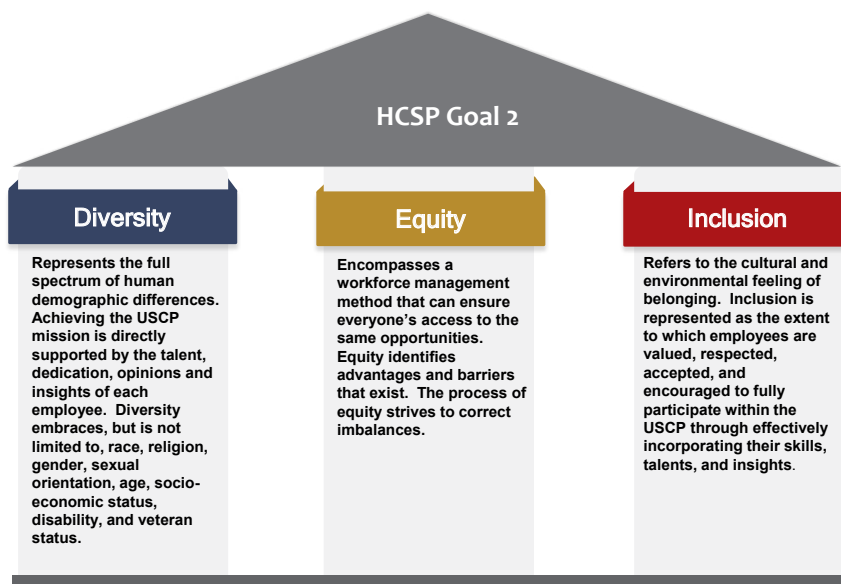 HCSP Goal 2
Diversity
Represents the full
spectrum of human
demographic differences.
Achieving the USCP
mission is directly
supported by the talent,
dedication, opinions and
insights of each
employee.  Diversity
embraces, but is not
limited to, race, religion,
gender, sexual
orientation, age, socio-
economic status,
disability, and veteran
status.
Equity
Encompasses a
workforce management
method that can ensure
everyone's access to the
same opportunities.
Equity identifies
advantages and barriers
that exist.  The process of
equity strives to correct
imbalances.
Inclusion
Refers to the cultural and
environmental feeling of
belonging.  Inclusion is
represented as the extent
to which employees are
valued, respected,
accepted, and
encouraged to fully
participate within the
USCP through effectively
incorporating their skills,
talents, and insights.